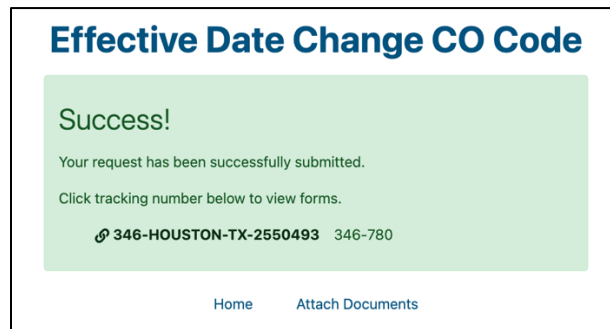 Effective Date Change CO Code
Success!
Your request has been successfully submitted.
Click tracking number below to view forms.
346-HOUSTON-TX-2550493 346-780
Home Attach Documents